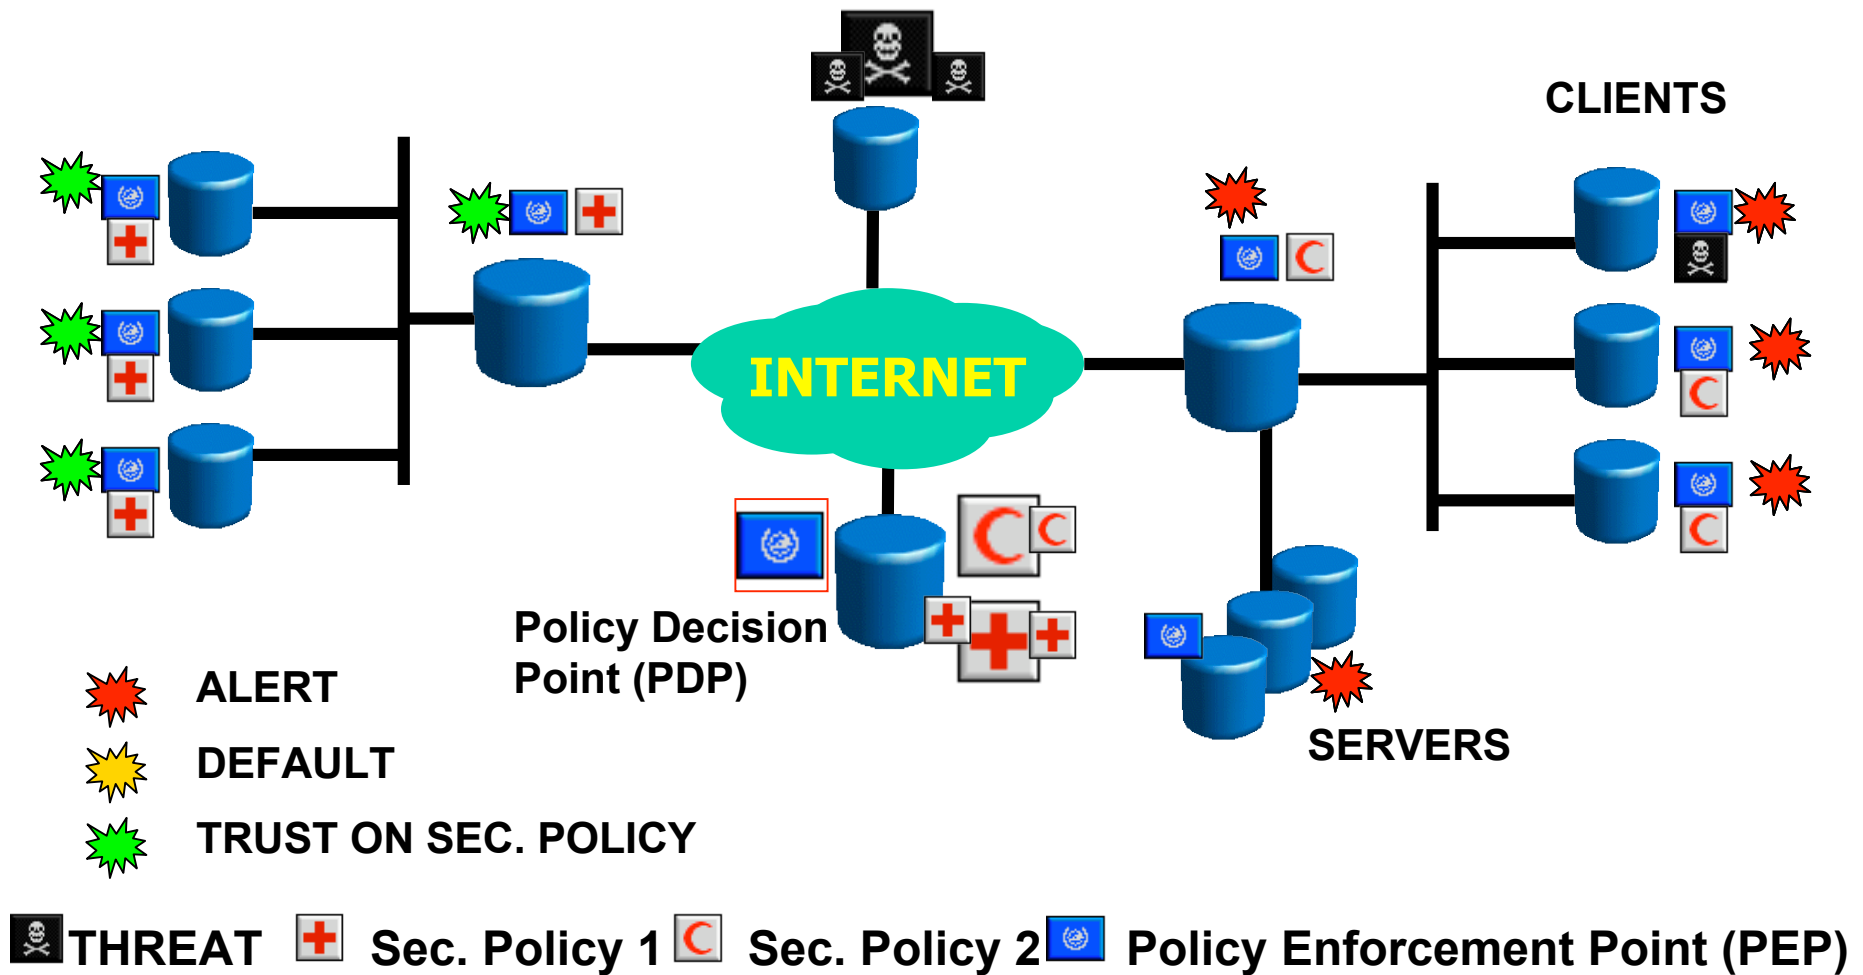 CLIENTS
INTERNET
Policy Decision
Point (PDP)
ALERT
DEFAULT
TRUST ON SEC. POLICY
SERVERS
THREAT Sec. Policy 1 Sec. Policy 2 Policy Enforcement Point (PEP)